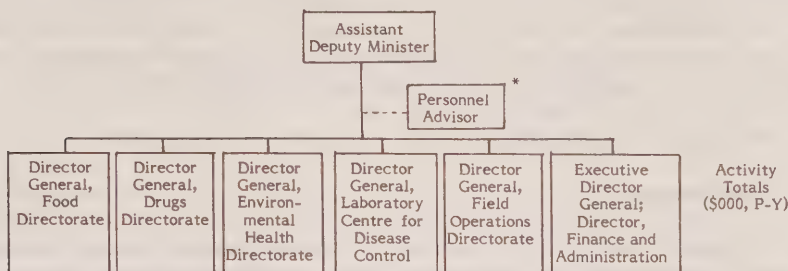 Assistant
Deputy Minister
*
Personnel
Advisor
Director
General,
Food
Directorate
Director
General,
Drugs
Directorate
Director
General,
Environ-
mental
Health
Directorate
Director
General,
Laboratory
Centre for
Disease
Control
Director
General,
Field
Operations
Directorate
Executive
Director
General;
Director,
Finance and
Administration
Activity
Totals
($000, P-Y)